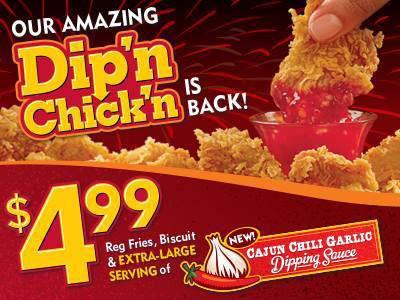 OUR AMAZING
Dip'n
Chick'n
IS
BACK!
$4.99
Reg Fries, Biscuit
& EXTRA-LARGE
SERVING of
NEW!
CAJUN CHILI GARLIC
Dipping Sauce